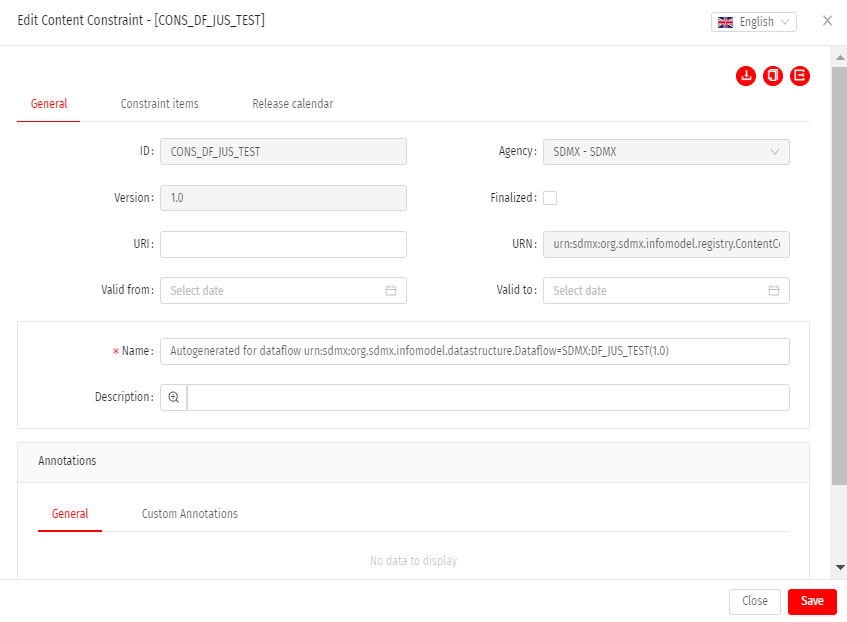 Edit Content Constraint - [CONS_DF_JUS_TEST]
English
General
Constraint items
Release calendar
ID: CONS_DF_JUS_TEST
Agency: SDMX - SDMX
Version: 1.0
Finalized:
URI:
URN: urn:sdmx:org.sdmx.infomodel.registry.ContentC
Valid from: Select date
Valid to: Select date
* Name: Autogenerated for dataflow urn:sdmx:org.sdmx.infomodel.datastructure.Dataflow=SDMX:DF_JUS_TEST(1.0)
Description:
Annotations
General
Custom Annotations
No data to display
Close
Save